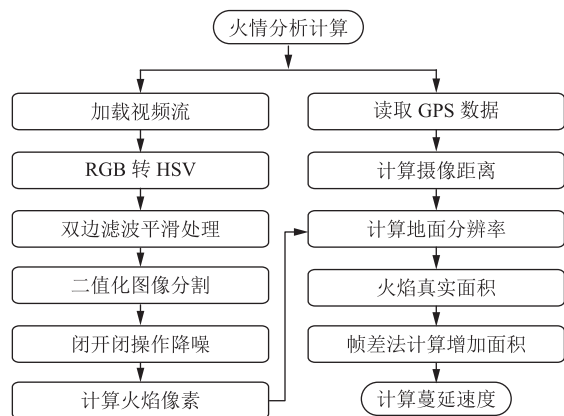 火情分析计算
加载视频流
RGB 转 HSV
双边滤波平滑处理
二值化图像分割
闭开闭操作降噪
计算火焰像素
读取 GPS 数据
计算摄像距离
计算地面分辨率
火焰真实面积
帧差法计算增加面积
计算蔓延速度